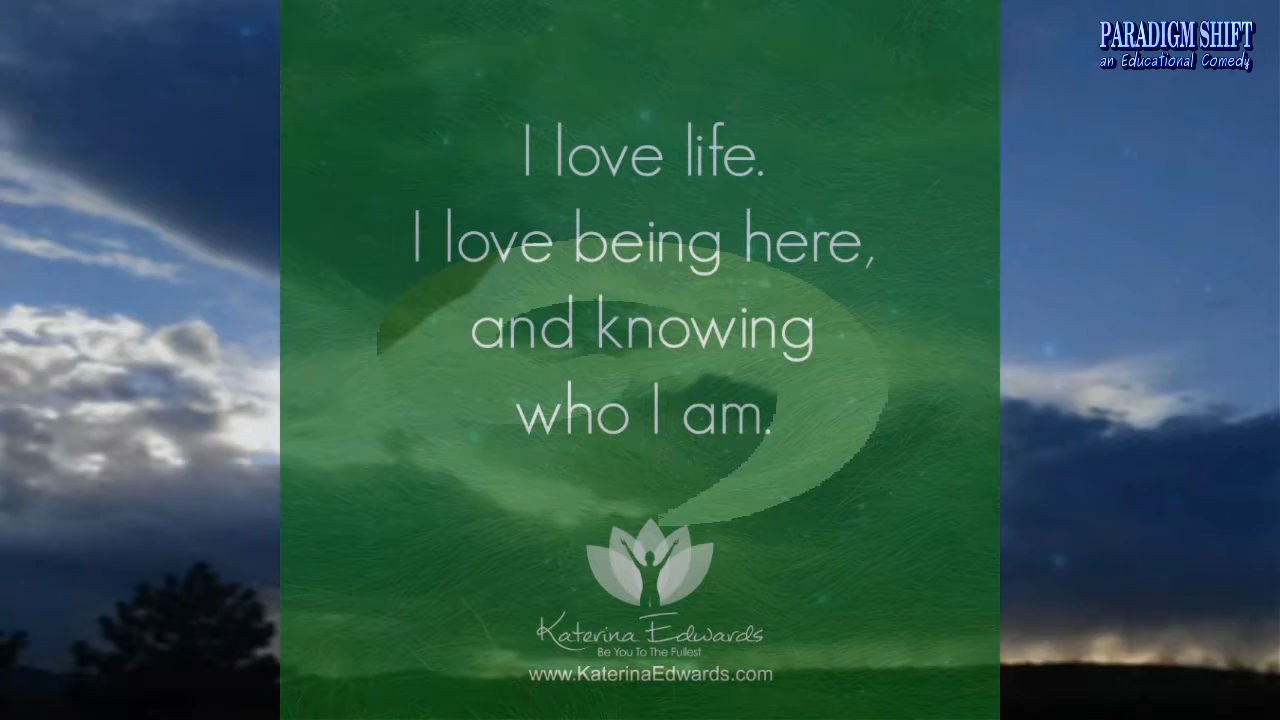 PARADIGM SHIFT
an Educational Comedy
I love life.
I love being here,
and knowing
who I am.
Katerina Edwards
Be You To The Fullest
www.KaterinaEdwards.com